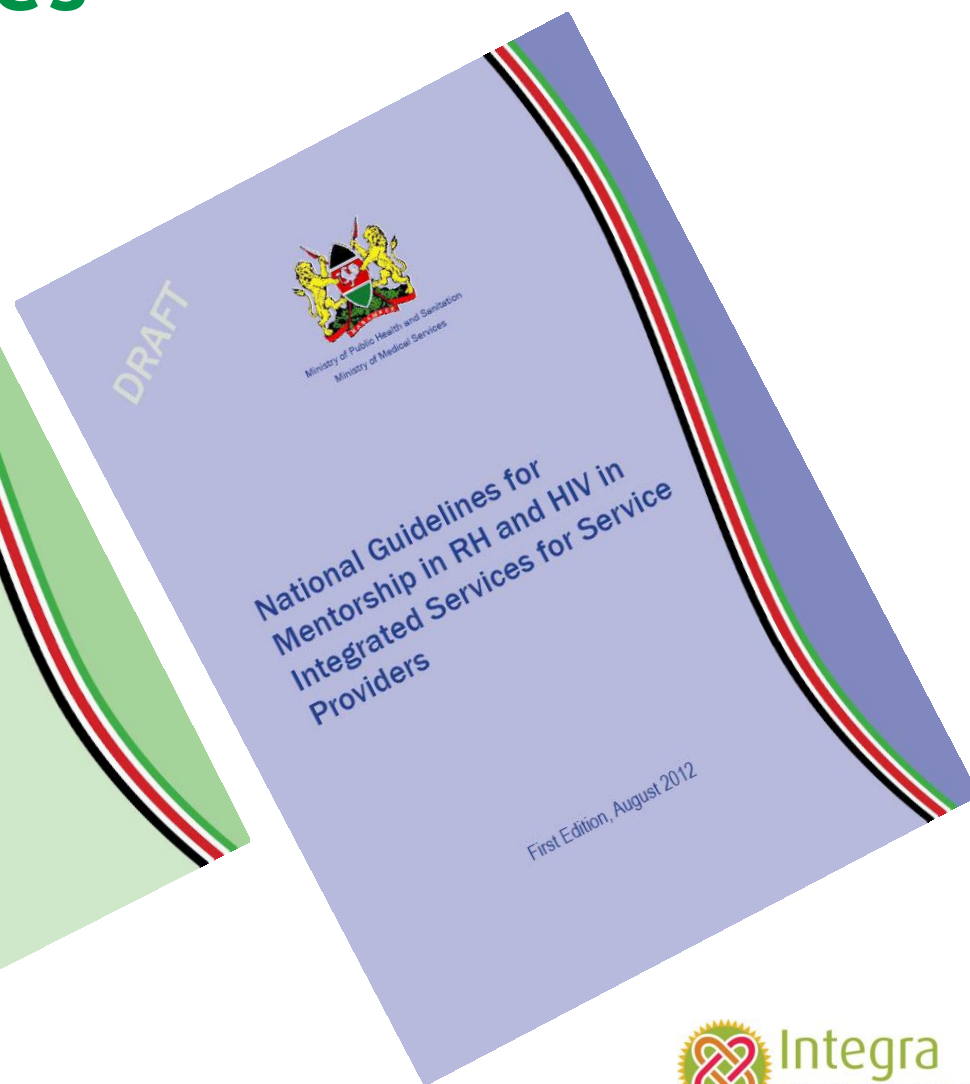 DRAFT
Ministry of Public Health and Sanitation
Ministry of Medical Services
National Guidelines for
Mentorship in RH and HIV in
Integrated Services for Service
Providers
First Edition, August 2012
Integra